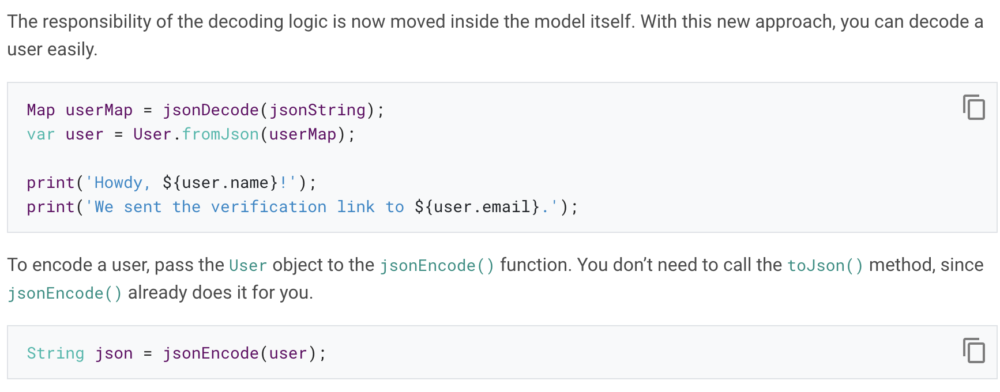 The responsibility of the decoding logic is now moved inside the model itself. With this new approach, you can decode a
user easily.
Map userMap = jsonDecode(jsonString);
var user = User.fromJson(userMap);
print('Howdy, ${user.name}!');
print('We sent the verification link to ${user.email}.');
To encode a user, pass the User object to the jsonEncode() function. You don’t need to call the toJson() method, since
jsonEncode() already does it for you.
String json = jsonEncode(user);